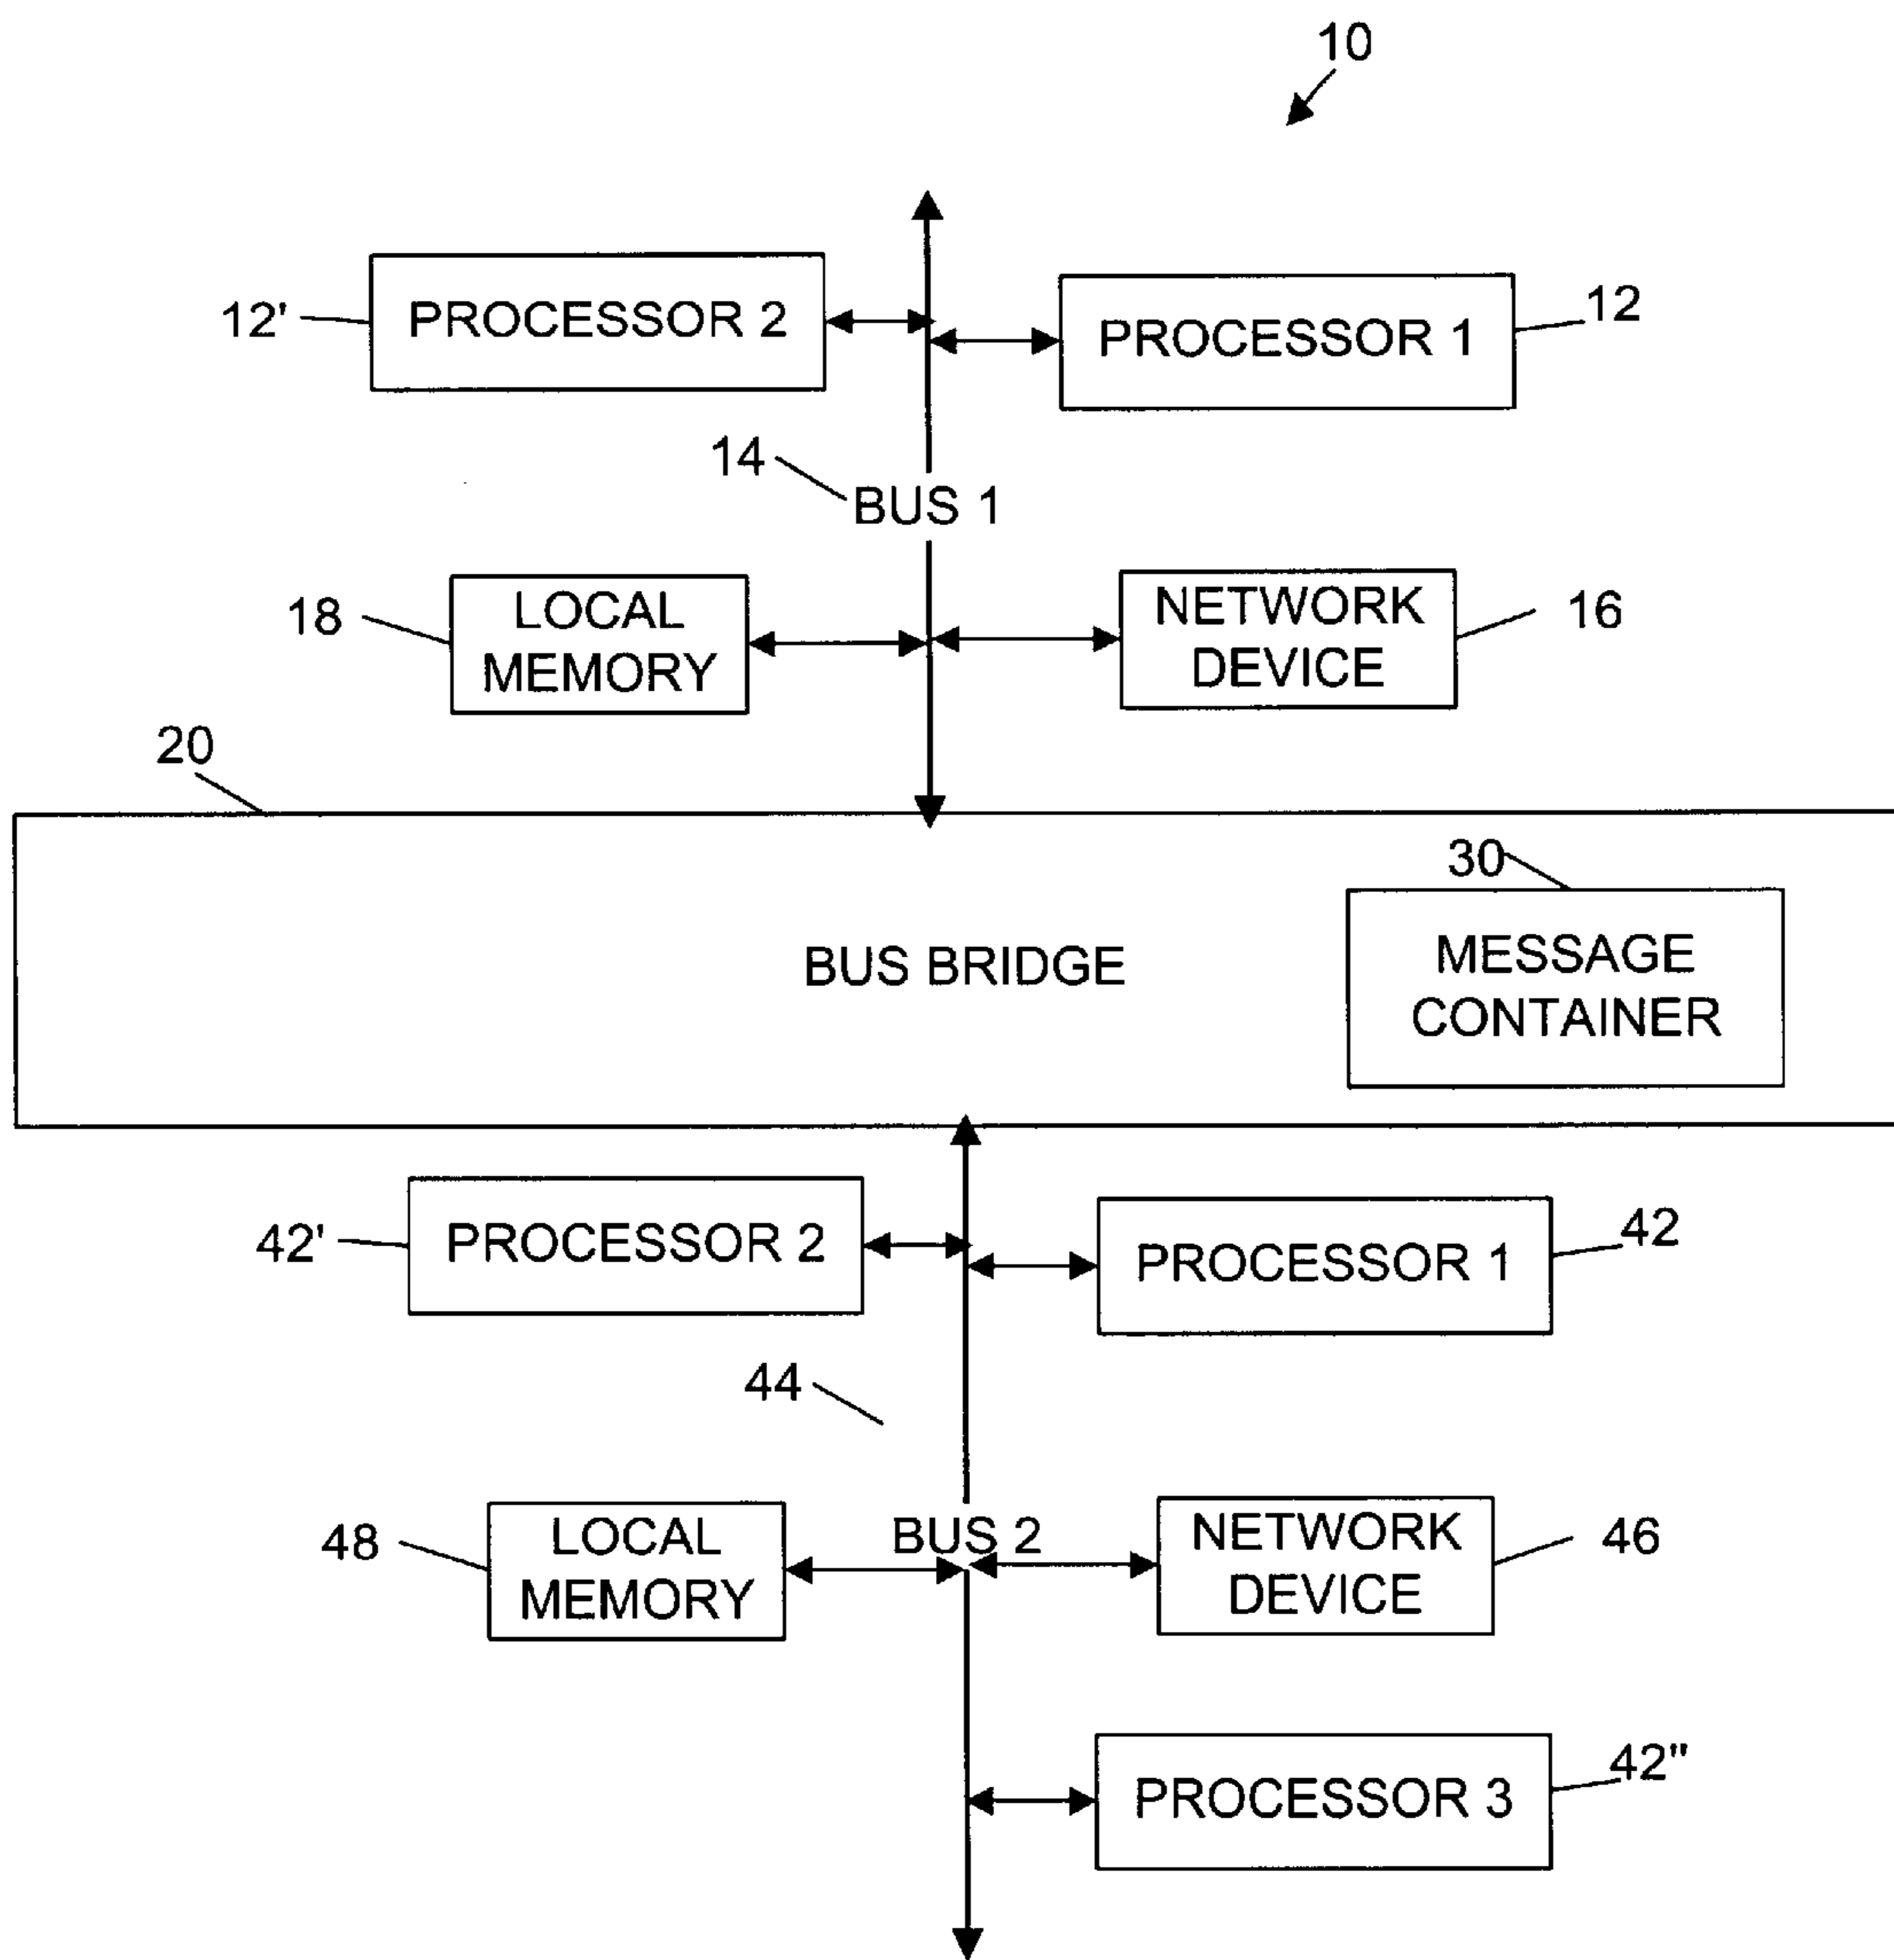 10
12'
PROCESSOR 2
PROCESSOR 1
12
14
BUS 1
18
LOCAL
MEMORY
NETWORK
DEVICE
16
20
30
BUS BRIDGE
MESSAGE
CONTAINER
42'
PROCESSOR 2
PROCESSOR 1
42
44
48
LOCAL
MEMORY
BUS 2
NETWORK
DEVICE
46
PROCESSOR 3
42"